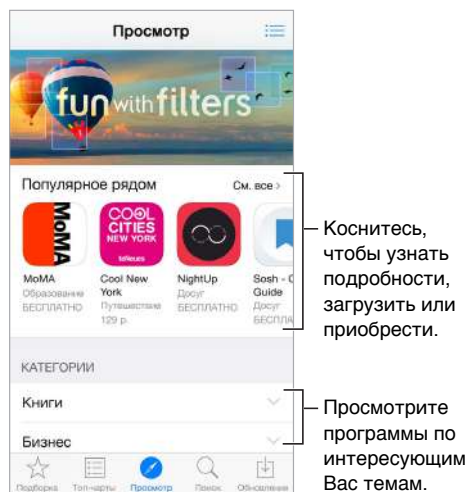 Просмотр
fun with filters
Популярное рядом
См. все >
MoMA
COOL
CITIES
NEW YORK
teNeues
MoMA
Образование
БЕСПЛАТНО
Cool New
York
Путешествия
129 р.
NightUp
Досуг
БЕСПЛАТНО
Sosh - C
Guide
Досуг
БЕСПЛА
Коснитесь,
чтобы узнать
подробности,
загрузить или
приобрести.
КАТЕГОРИИ
Книги
Бизнес
Просмотрите
программы по
интересующим
Вас темам.
Подборка
Топ-чарты
Просмотр
Поиск
Обновления